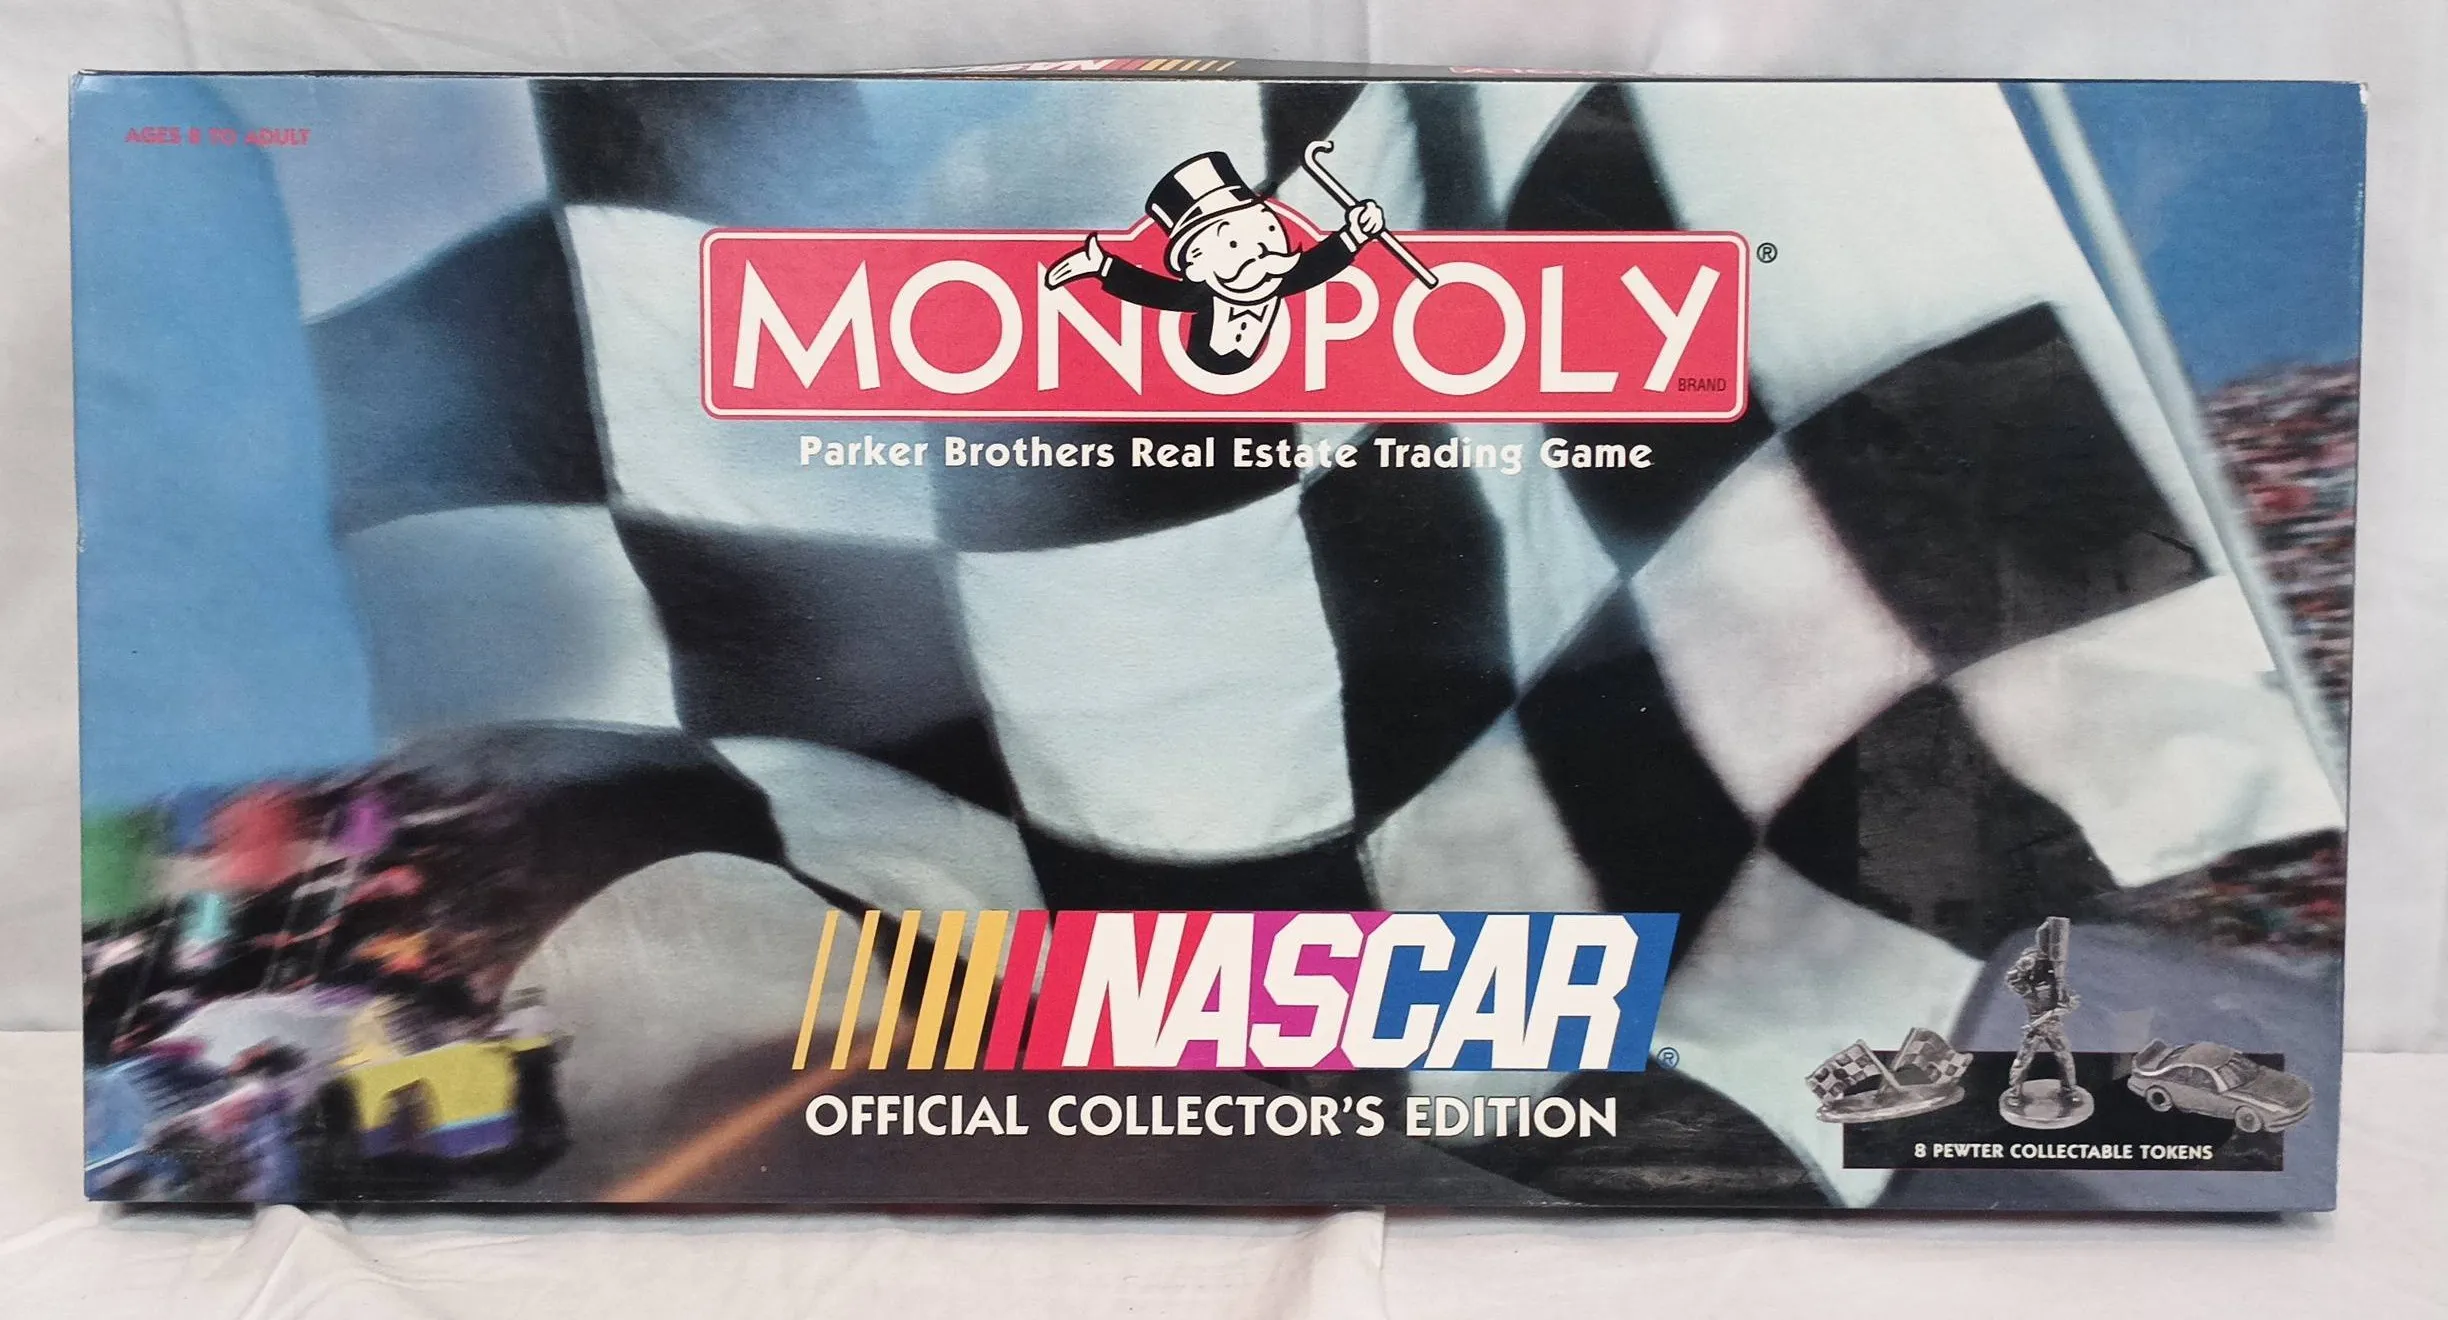 NASCAR
AGES 8 TO ADULT
MONOPOLY ®
BRAND
Parker Brothers Real Estate Trading Game
NASCAR ®
OFFICIAL COLLECTOR'S EDITION
8 PEWTER COLLECTABLE TOKENS